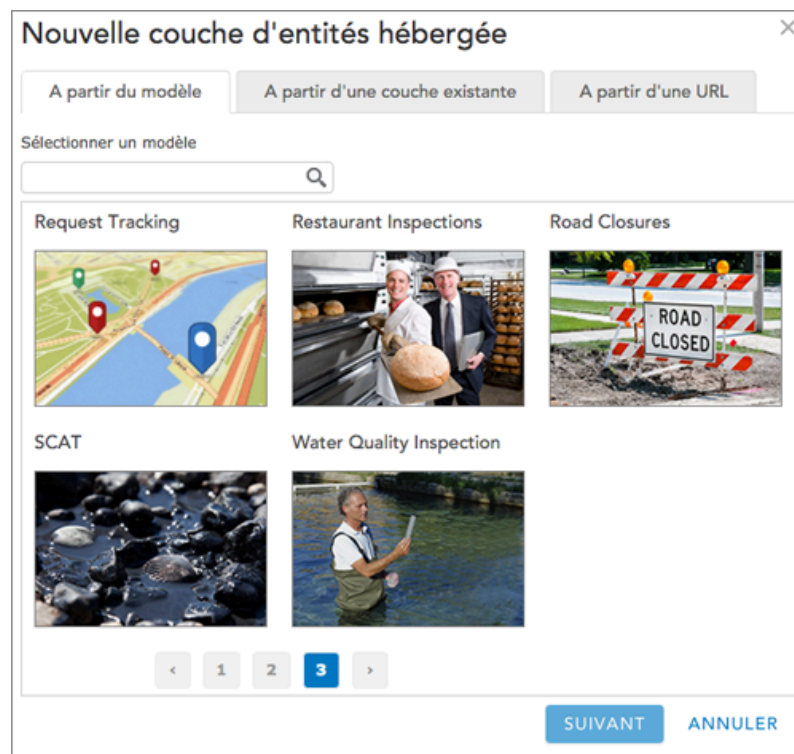 Nouvelle couche d'entités hébergée
A partir du modèle
A partir d'une couche existante
A partir d'une URL
Sélectionner un modèle
Request Tracking
Restaurant Inspections
Road Closures
ROAD
CLOSED
SCAT
Water Quality Inspection
‹ 1 2 3 ›
SUIVANT
ANNULER